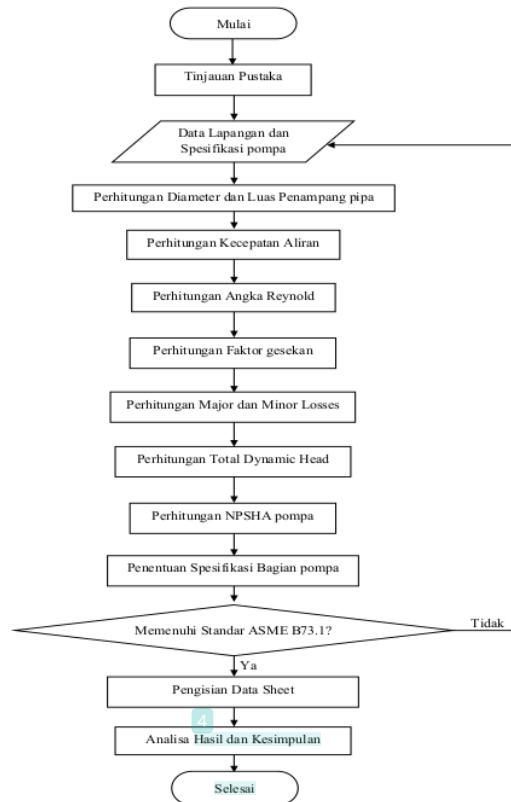 Mulai
Tinjauan Pustaka
Data Lapangan dan
Spesifikasi pompa
Perhitungan Diameter dan Luas Penampang pipa
Perhitungan Kecepatan Aliran
Perhitungan Angka Reynold
Perhitungan Faktor gesekan
Perhitungan Major dan Minor Losses
Perhitungan Total Dynamic Head
Perhitungan NPSHA pompa
Penentuan Spesifikasi Bagian pompa
Memenuhi Standar ASME B73.1?
Tidak
Ya
Pengisian Data Sheet
4
Analisa Hasil dan Kesimpulan
Selesai